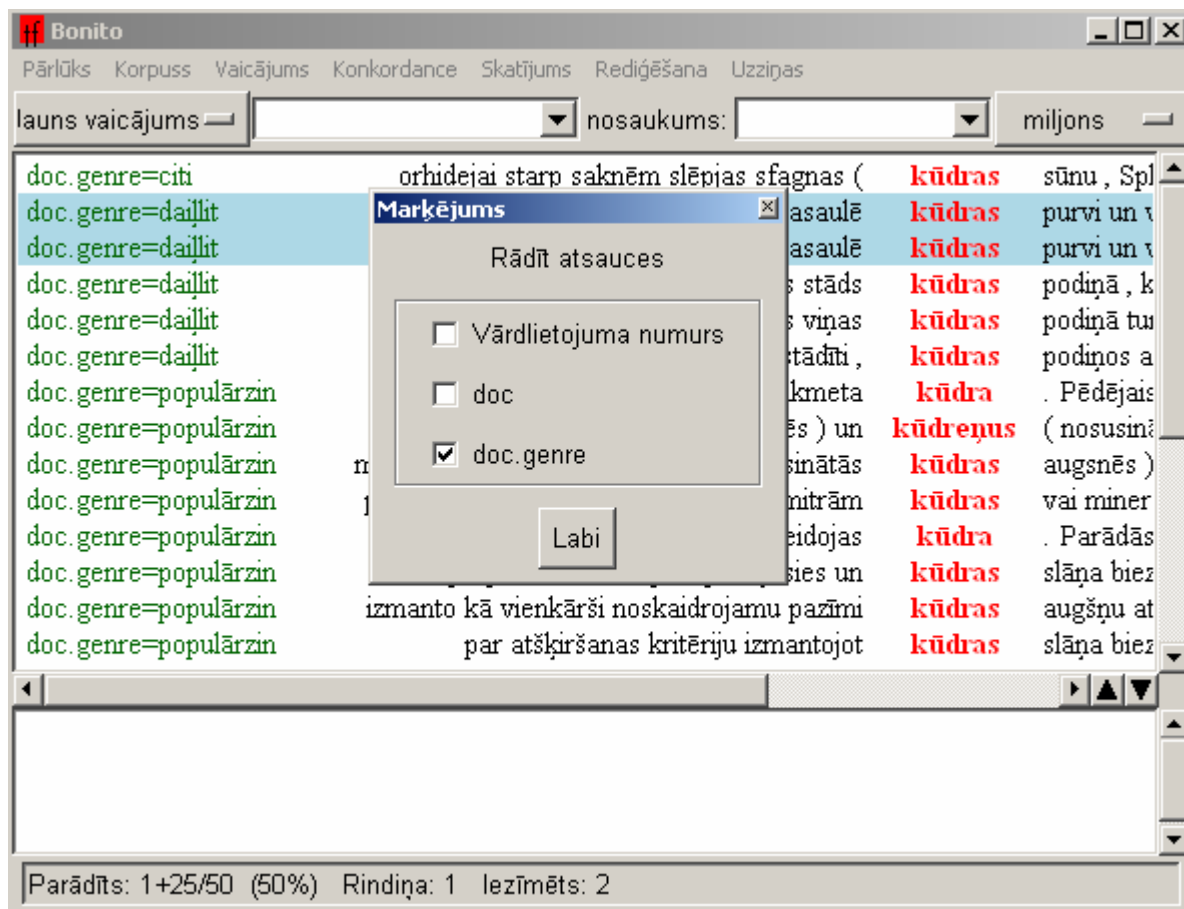 Bonito
Pārlūks Korpuss Vaicājums Konkordance Skatījums Rediģēšana Uzziņas
launs vaicājums nosaukums: miljons
doc.genre=citi orhidejai starp saknēm slēpjas sfagnas ( kūdras sūnu , Spl
doc.genre=daiļlit asaulē kūdras purvi un v
doc.genre=daiļlit asaulē kūdras purvi un v
doc.genre=daiļlit s stāds kūdras podiņā , k
doc.genre=daiļlit s viņas kūdras podiņā tur
doc.genre=daiļlit stādīti , kūdras podiņos a
doc.genre=populārzin kmeta kūdra . Pēdējais
doc.genre=populārzin ēs ) un kūdreņus ( nosusinā
doc.genre=populārzin sinātās kūdras augsnēs )
doc.genre=populārzin mitrām kūdras vai miner
doc.genre=populārzin eidojas kūdra . Parādās
doc.genre=populārzin sies un kūdras slāņa biez
doc.genre=populārzin izmanto kā vienkārši noskaidrojamu pazīmi kūdras augšņu at
doc.genre=populārzin par atšķiršanas kritēriju izmantojot kūdras slāņa biez
Marķējums
Rādīt atsauces
Vārdlietojuma numurs
doc
doc.genre
Labi
Parādīts: 1+25/50 (50%) Rindiņa: 1 Iezīmēts: 2